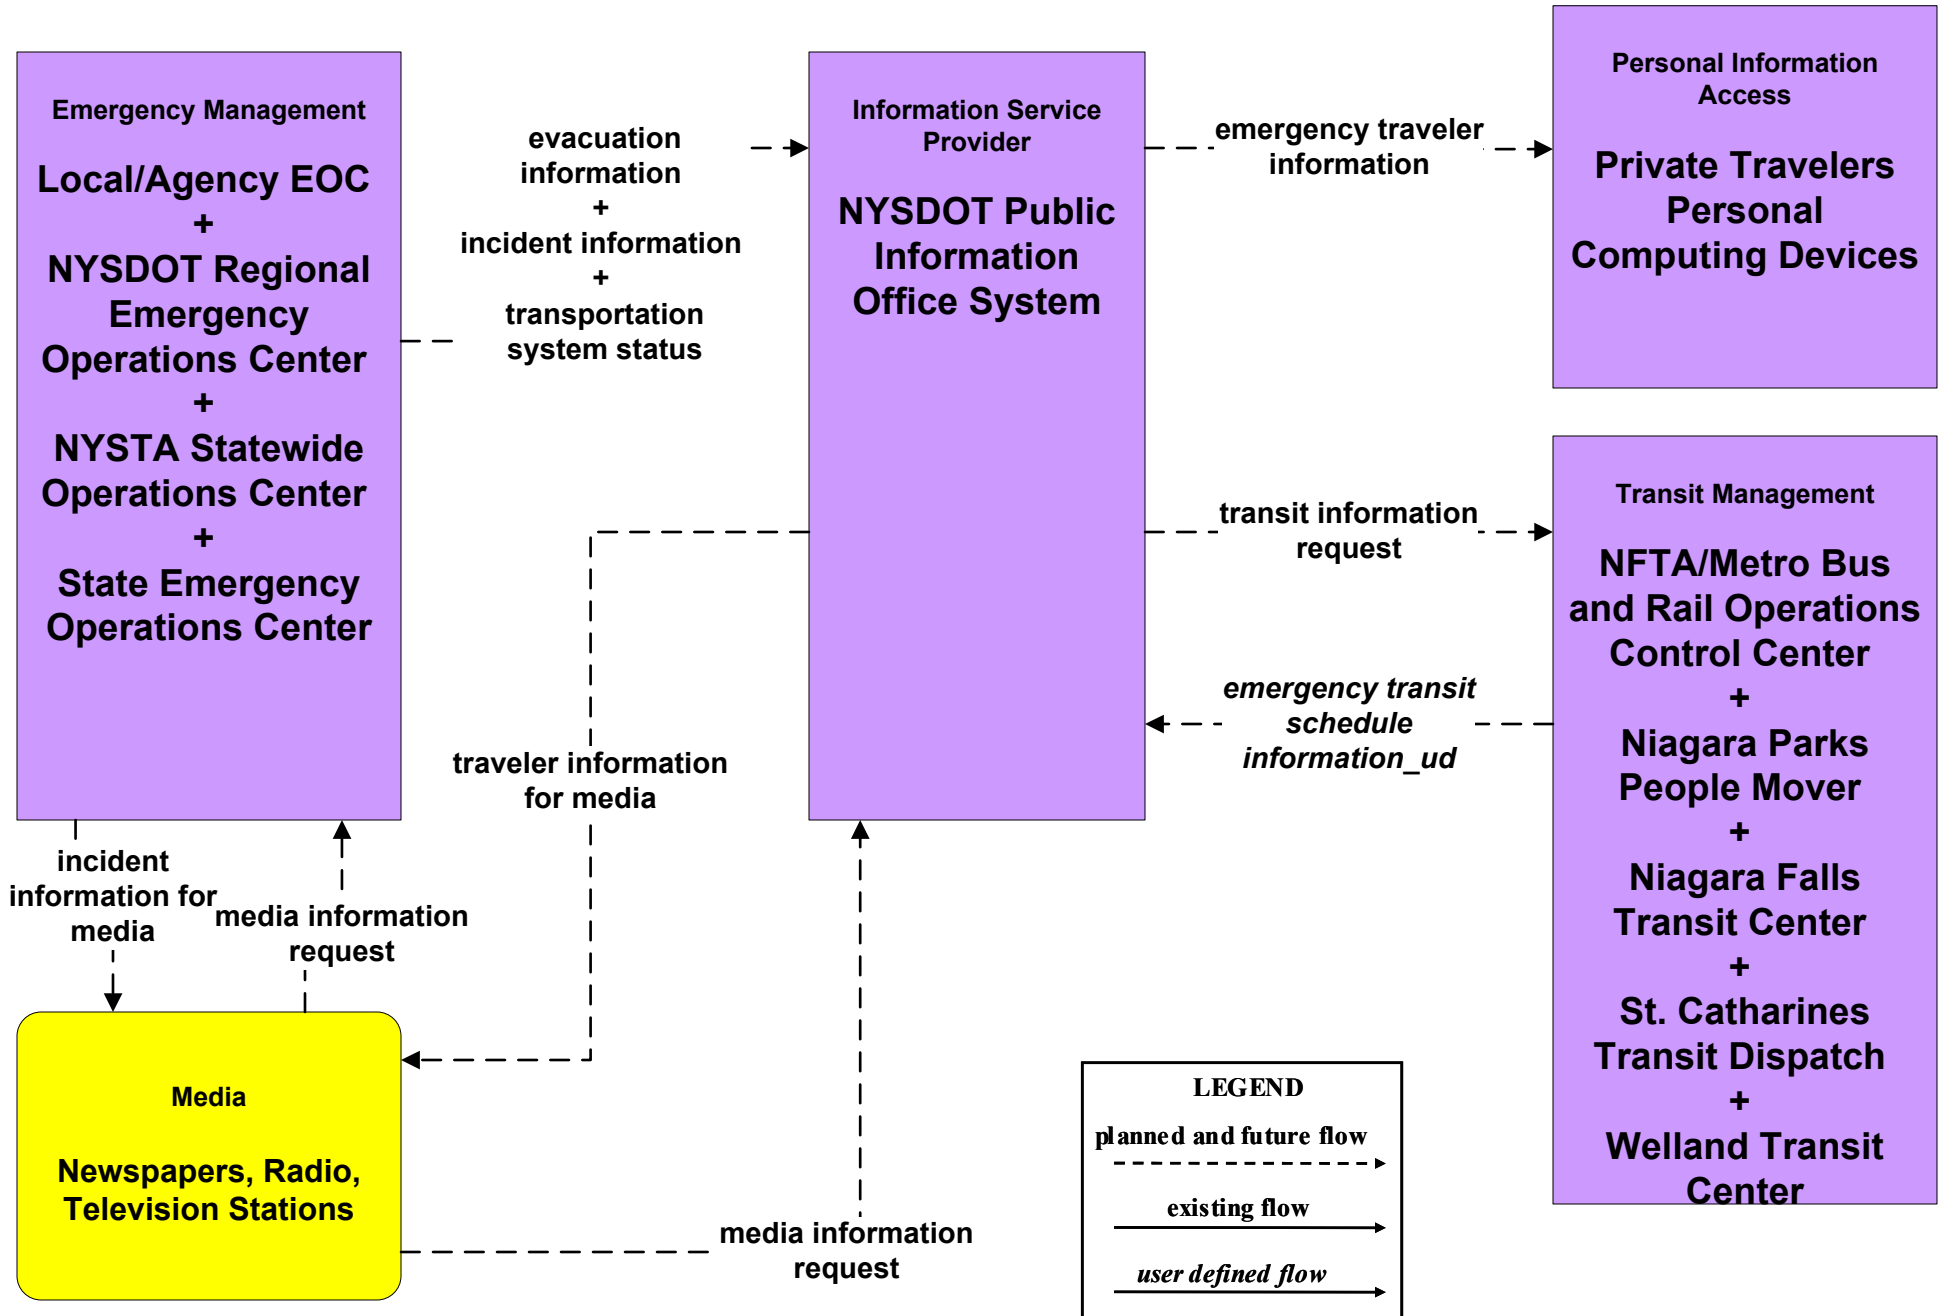 Emergency Management
Local/Agency EOC
+
NYSDOT Regional
Emergency
Operations Center
+
NYSTA Statewide
Operations Center
+
State Emergency
Operations Center
evacuation
information
+
incident information
+
transportation
system status
Information Service
Provider
NYSDOT Public
Information
Office System
emergency traveler
information
Personal Information
Access
Private Travelers
Personal
Computing Devices
transit information
request
emergency transit
schedule
information_ud
Transit Management
NFTA/Metro Bus
and Rail Operations
Control Center
+
Niagara Parks
People Mover
+
Niagara Falls
Transit Center
+
St. Catharines
Transit Dispatch
+
Welland Transit
Center
traveler information
for media
incident
information for
media
media information
request
Media
Newspapers, Radio,
Television Stations
media information
request
LEGEND
planned and future flow
existing flow
user defined flow